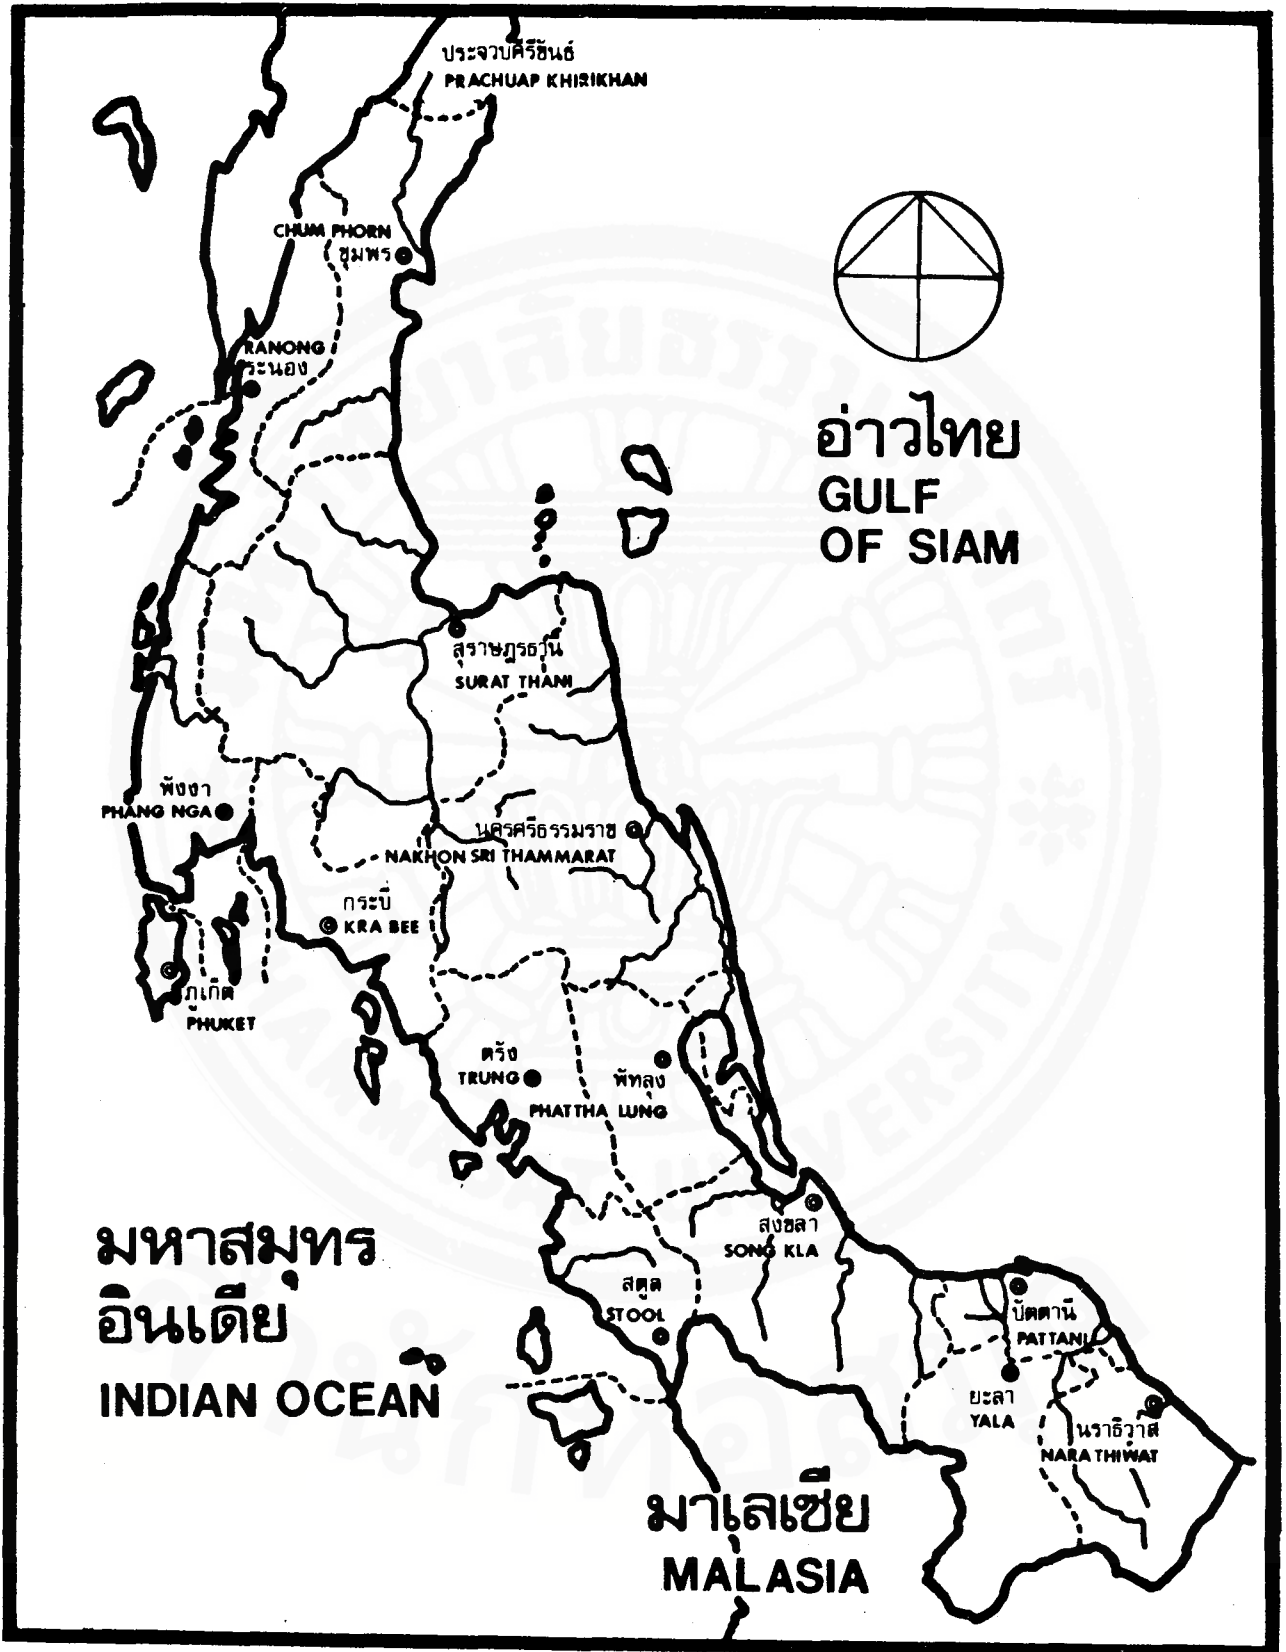 ประจวบคีรีขันธ์
PRACHUAP KHIRIKHAN
CHUM PHORN
ชุมพร
RANONG
ระนอง
อ่าวไทย
GULF
OF SIAM
สุราษฎรธานี
SURAT THANI
พังงา
PHANG NGA
นครศรีธรรมราช
NAKHON SRI THAMMARAT
กระบี่
KRA BEE
ภูเก็ต
PHUKET
ตรัง
TRUNG
พัทลุง
PHATTHA LUNG
มหาสมุทร
อินเดีย
INDIAN OCEAN
สงขลา
SONG KLA
สตูล
STOOL
ปัตตานี
PATTANI
ยะลา
YALA
นราธิวาส
NARA THIWAT
มาเลเซีย
MALASIA
THAMMASAT UNIVERSITY